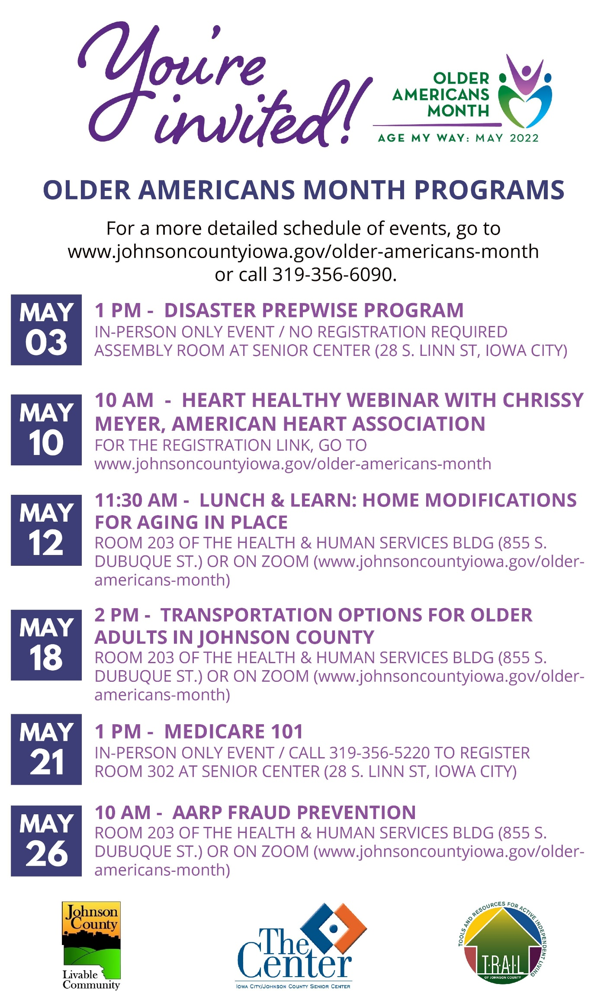 You're
invited!
OLDER
AMERICANS
MONTH
AGE MY WAY: MAY 2022
OLDER AMERICANS MONTH PROGRAMS
For a more detailed schedule of events, go to
www.johnsoncountyiowa.gov/older-americans-month
or call 319-356-6090.
MAY
03
1 PM - DISASTER PREPWISE PROGRAM
IN-PERSON ONLY EVENT / NO REGISTRATION REQUIRED
ASSEMBLY ROOM AT SENIOR CENTER (28 S. LINN ST, IOWA CITY)
MAY
10
10 AM - HEART HEALTHY WEBINAR WITH CHRISSY
MEYER, AMERICAN HEART ASSOCIATION
FOR THE REGISTRATION LINK, GO TO
www.johnsoncountyiowa.gov/older-americans-month
MAY
12
11:30 AM - LUNCH & LEARN: HOME MODIFICATIONS
FOR AGING IN PLACE
ROOM 203 OF THE HEALTH & HUMAN SERVICES BLDG (855 S.
DUBUQUE ST.) OR ON ZOOM (www.johnsoncountyiowa.gov/older-
americans-month)
MAY
18
2 PM - TRANSPORTATION OPTIONS FOR OLDER
ADULTS IN JOHNSON COUNTY
ROOM 203 OF THE HEALTH & HUMAN SERVICES BLDG (855 S.
DUBUQUE ST.) OR ON ZOOM (www.johnsoncountyiowa.gov/older-
americans-month)
MAY
21
1 PM - MEDICARE 101
IN-PERSON ONLY EVENT / CALL 319-356-5220 TO REGISTER
ROOM 302 AT SENIOR CENTER (28 S. LINN ST, IOWA CITY)
MAY
26
10 AM - AARP FRAUD PREVENTION
ROOM 203 OF THE HEALTH & HUMAN SERVICES BLDG (855 S.
DUBUQUE ST.) OR ON ZOOM (www.johnsoncountyiowa.gov/older-
americans-month)
Johnson
County
Livable
Community
The
Center
IOWA CITY/JOHNSON COUNTY SENIOR CENTER
TOOLS AND RESOURCES FOR ACTIVE INDEPENDENT LIVING
T·R·A·I·L
OF JOHNSON COUNTY